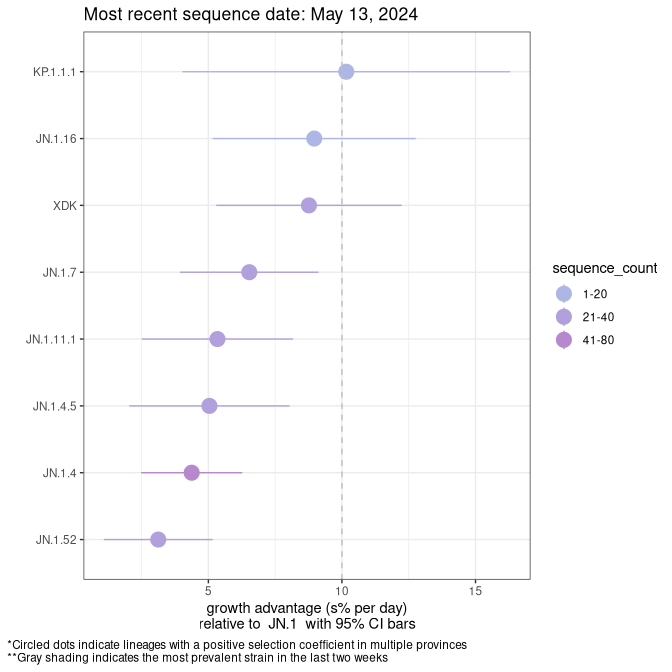 Most recent sequence date: May 13, 2024
KP.1.1.1
JN.1.16
XDK
JN.1.7
JN.1.11.1
JN.1.4.5
JN.1.4
JN.1.52
5 10 15
growth advantage (s% per day)
relative to JN.1 with 95% CI bars
sequence_count
1-20
21-40
41-80
*Circled dots indicate lineages with a positive selection coefficient in multiple provinces
**Gray shading indicates the most prevalent strain in the last two weeks